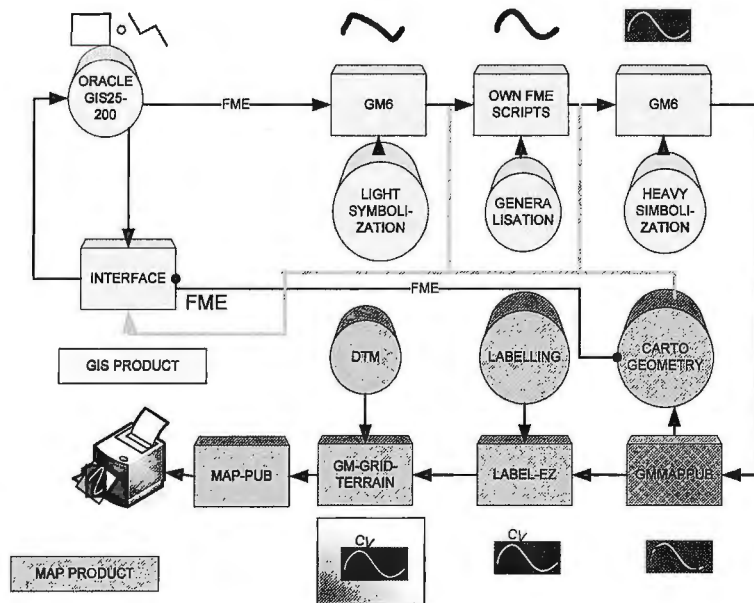 ORACLE
GIS25-
200
FME
GM6
OWN FME
SCRIPTS
GM6
LIGHT
SYMBOLI-
ZATION
GENERA
LISATION
HEAVY
SIMBOLI-
ZATION
INTERFACE
FME
FME
GIS PRODUCT
DTM
LABELLING
CARTO
GEOMETRY
MAP-PUB
GM-GRID-
TERRAIN
LABEL-EZ
GMMAPPUB
CV
CV
MAP PRODUCT